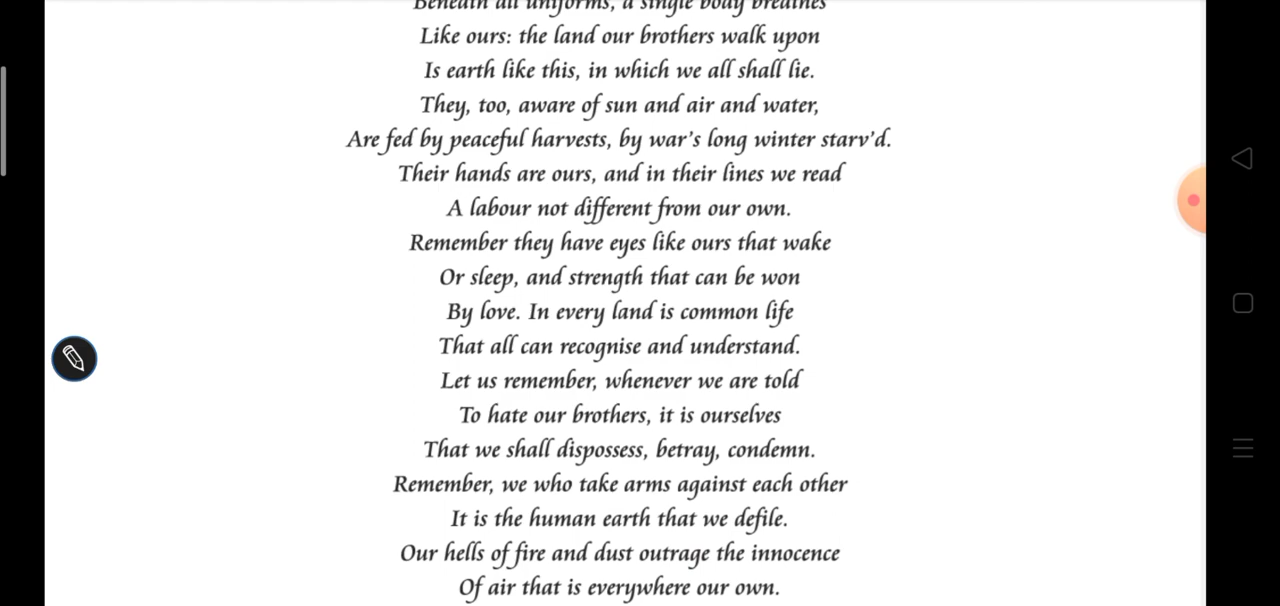 Beneath all uniforms, a single body breathes
Like ours: the land our brothers walk upon
Is earth like this, in which we all shall lie.
They, too, aware of sun and air and water,
Are fed by peaceful harvests, by war’s long winter starv’d.
Their hands are ours, and in their lines we read
A labour not different from our own.
Remember they have eyes like ours that wake
Or sleep, and strength that can be won
By love. In every land is common life
That all can recognise and understand.
Let us remember, whenever we are told
To hate our brothers, it is ourselves
That we shall dispossess, betray, condemn.
Remember, we who take arms against each other
It is the human earth that we defile.
Our hells of fire and dust outrage the innocence
Of air that is everywhere our own.